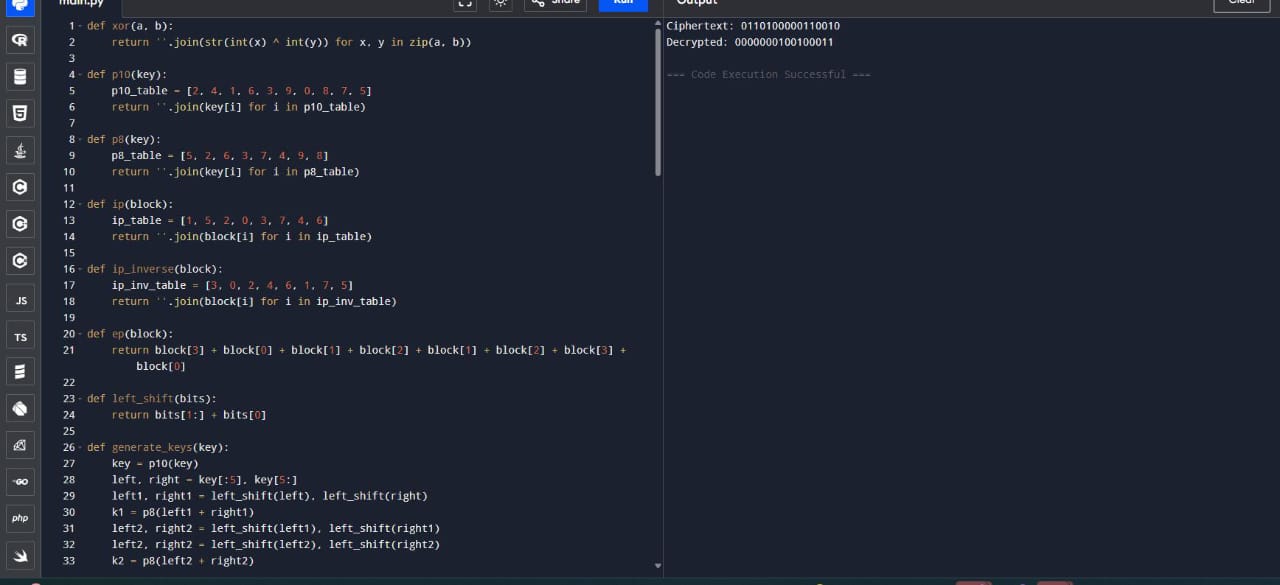 main.py
Share
Run
Output
Clear
1 def xor(a, b):
2 return ''.join(str(int(x) ^ int(y)) for x, y in zip(a, b))
3
4 def p10(key):
5 p10_table = [2, 4, 1, 6, 3, 9, 0, 8, 7, 5]
6 return ''.join(key[i] for i in p10_table)
7
8 def p8(key):
9 p8_table = [5, 2, 6, 3, 7, 4, 9, 8]
10 return ''.join(key[i] for i in p8_table)
11
12 def ip(block):
13 ip_table = [1, 5, 2, 0, 3, 7, 4, 6]
14 return ''.join(block[i] for i in ip_table)
15
16 def ip_inverse(block):
17 ip_inv_table = [3, 0, 2, 4, 6, 1, 7, 5]
18 return ''.join(block[i] for i in ip_inv_table)
19
20 def ep(block):
21 return block[3] + block[0] + block[1] + block[2] + block[1] + block[2] + block[3] +
block[0]
22
23 def left_shift(bits):
24 return bits[1:] + bits[0]
25
26 def generate_keys(key):
27 key = p10(key)
28 left, right = key[:5], key[5:]
29 left1, right1 = left_shift(left), left_shift(right)
30 k1 = p8(left1 + right1)
31 left2, right2 = left_shift(left1), left_shift(right1)
32 left2, right2 = left_shift(left2), left_shift(right2)
33 k2 = p8(left2 + right2)
Ciphertext: 0110100000110010
Decrypted: 0000000100100011
=== Code Execution Successful ===
JS
TS
GO
php